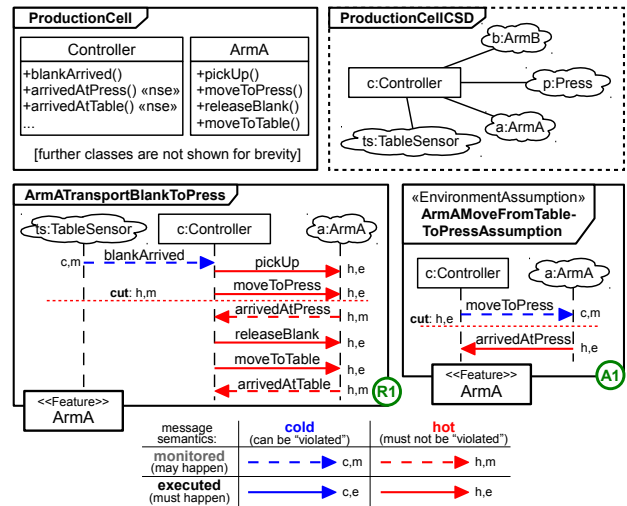 ProductionCell
Controller
+blankArrived()
+arrivedAtPress() «nse»
+arrivedAtTable() «nse»
...
ArmA
+pickUp()
+moveToPress()
+releaseBlank()
+moveToTable()
[further classes are not shown for brevity]
ProductionCellCSD
b:ArmB
c:Controller
p:Press
a:ArmA
ts:TableSensor
ArmATransportBlankToPress
ts:TableSensor
c:Controller
a:ArmA
c,m
blankArrived
pickUp
h,e
moveToPress
h,e
cut: h,m
arrivedAtPress
h,m
releaseBlank
h,e
moveToTable
h,e
arrivedAtTable
h,m
<<Feature>>
ArmA
R1
«EnvironmentAssumption»
ArmAMoveFromTable-
ToPressAssumption
c:Controller
a:ArmA
moveToPress
c,m
cut: h,e
arrivedAtPress
h,e
<<Feature>>
ArmA
A1
message
semantics:
cold
(can be “violated”)
hot
(must not be “violated”)
monitored
(may happen)
c,m
h,m
executed
(must happen)
c,e
h,e